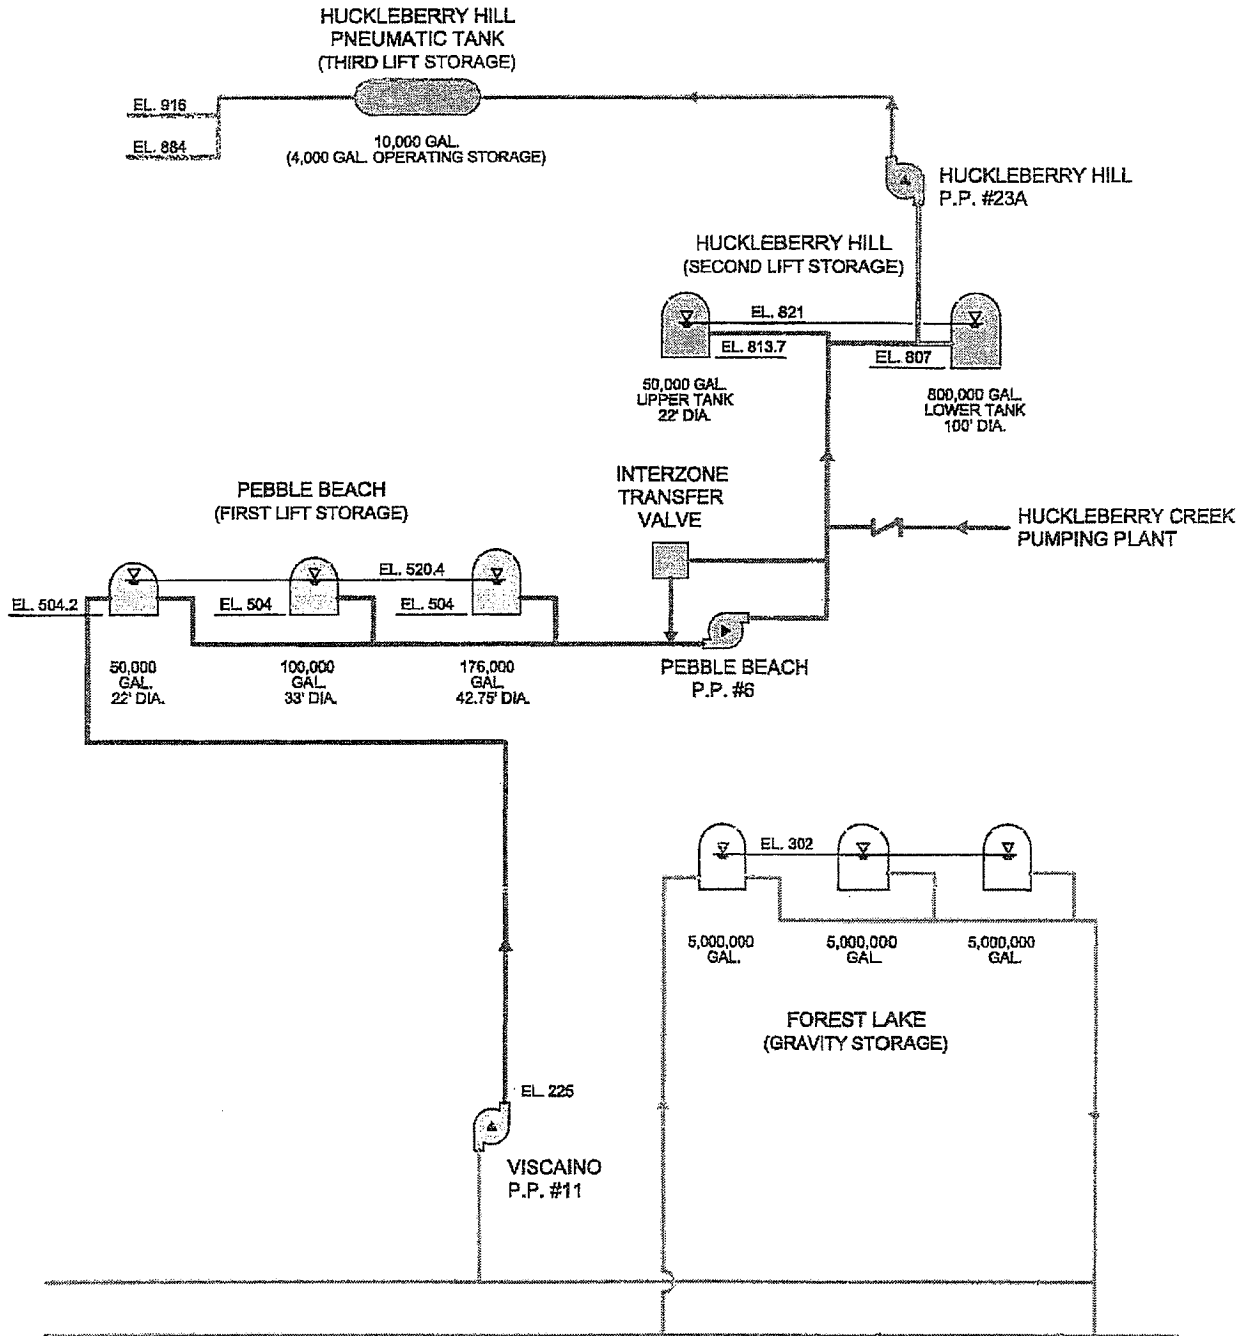 HUCKLEBERRY HILL
PNEUMATIC TANK
(THIRD LIFT STORAGE)
EL. 916
EL. 884
10,000 GAL.
(4,000 GAL. OPERATING STORAGE)
HUCKLEBERRY HILL
P.P. #23A
HUCKLEBERRY HILL
(SECOND LIFT STORAGE)
EL. 821
EL. 813.7
EL. 807
50,000 GAL.
UPPER TANK
22' DIA.
800,000 GAL.
LOWER TANK
100' DIA.
INTERZONE
TRANSFER
VALVE
PEBBLE BEACH
(FIRST LIFT STORAGE)
HUCKLEBERRY CREEK
PUMPING PLANT
EL. 520.4
EL. 504.2
EL. 504
EL. 504
50,000
GAL.
22' DIA.
100,000
GAL.
33' DIA.
176,000
GAL.
42.75' DIA.
PEBBLE BEACH
P.P. #6
EL. 302
5,000,000
GAL.
5,000,000
GAL.
5,000,000
GAL.
FOREST LAKE
(GRAVITY STORAGE)
EL. 225
VISCAINO
P.P. #11